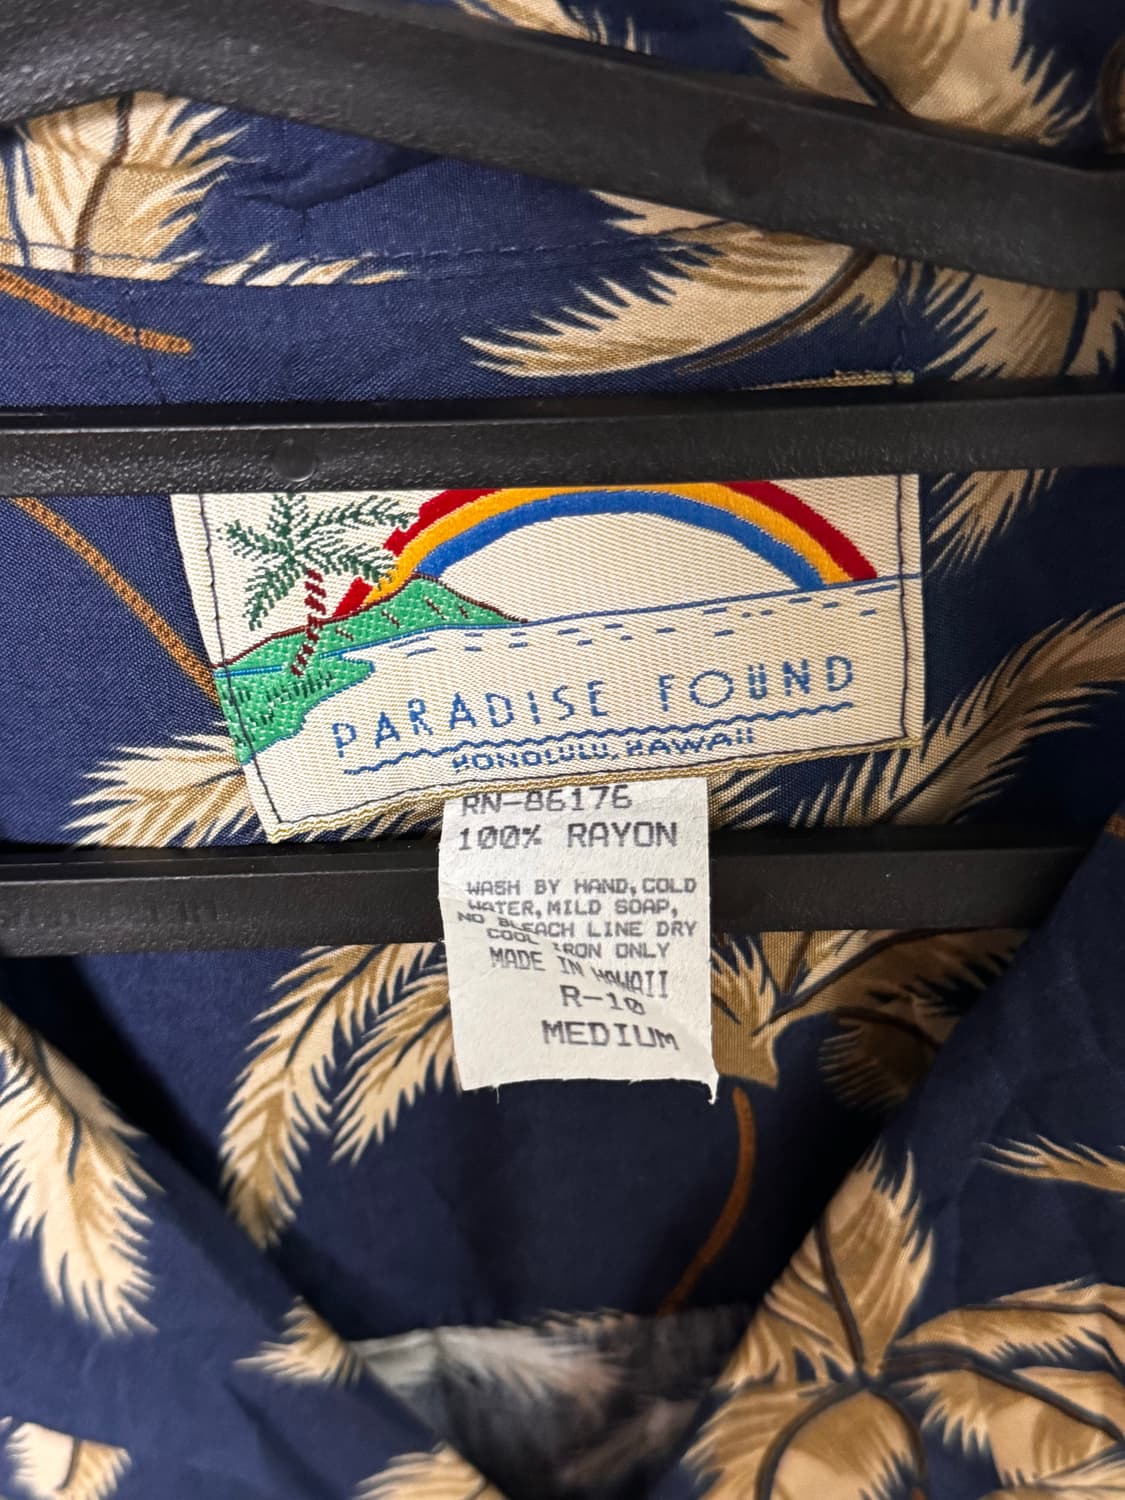 PARADISE FOUND
HONOLULU, HAWAII
RN-86176
100% RAYON
WASH BY HAND, COLD
WATER, MILD SOAP,
NO BLEACH LINE DRY
COOL IRON ONLY
MADE IN HAWAII
R-10
MEDIUM